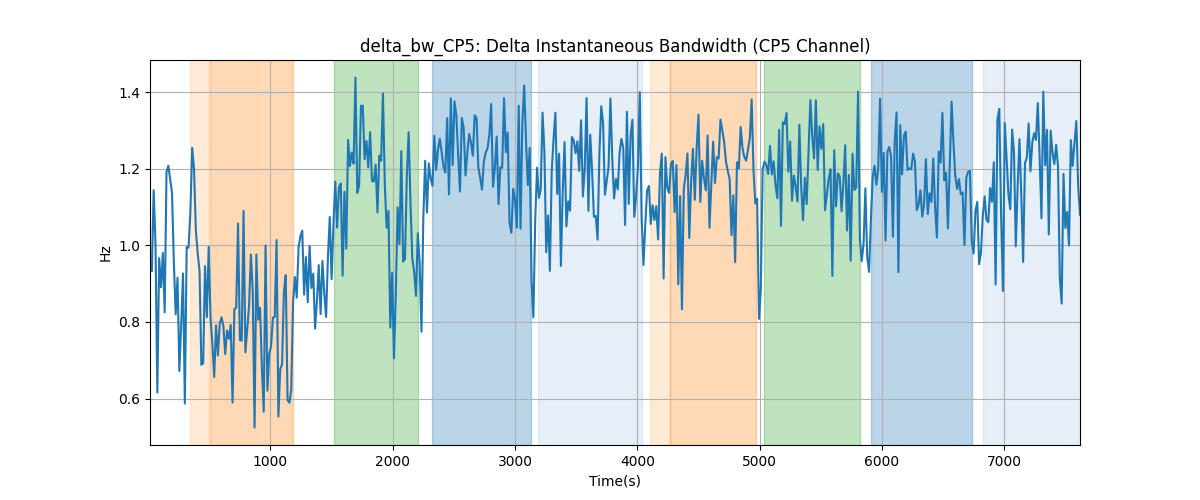 delta_bw_CP5: Delta Instantaneous Bandwidth (CP5 Channel)
1.4
1.2
1.0
0.8
0.6
Hz
1000 2000 3000 4000 5000 6000 7000
Time(s)